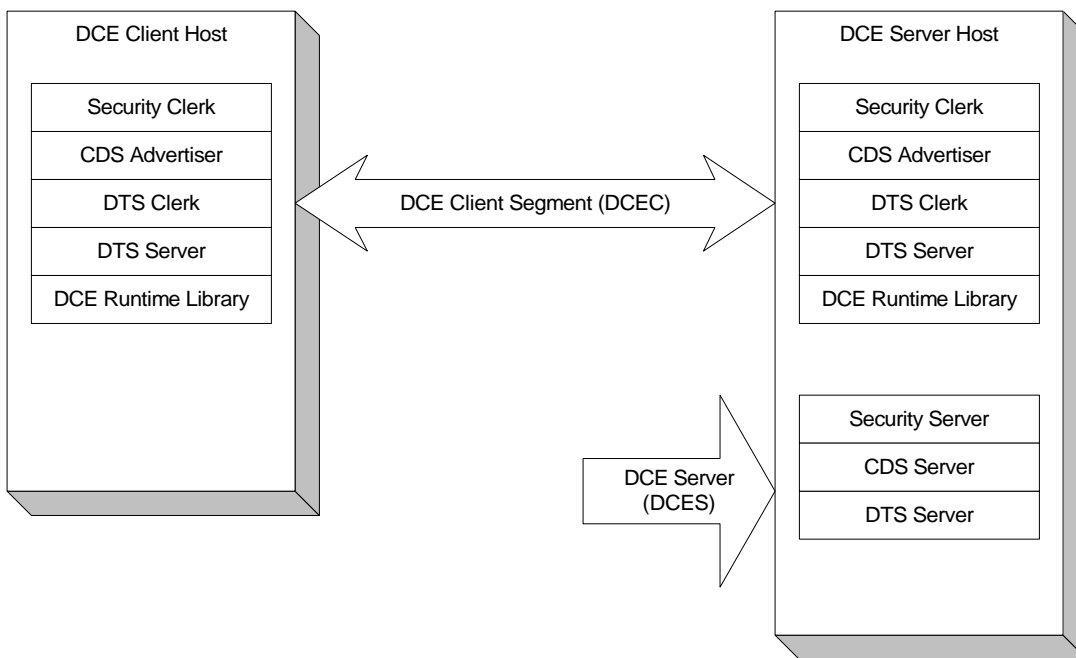 DCE Client Host
Security Clerk
CDS Advertiser
DTS Clerk
DTS Server
DCE Runtime Library
DCE Client Segment (DCEC)
DCE Server Host
Security Clerk
CDS Advertiser
DTS Clerk
DTS Server
DCE Runtime Library
DCE Server
(DCES)
Security Server
CDS Server
DTS Server